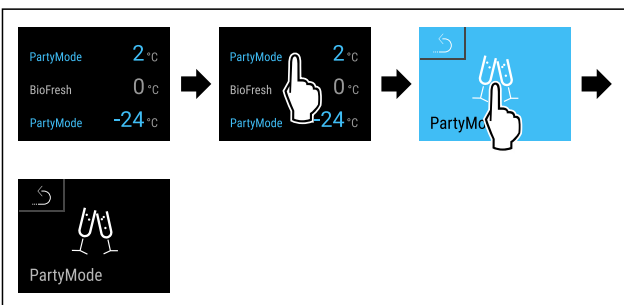 PartyMode 2 °C
BioFresh 0 °C
PartyMode -24 °C
PartyMode 2 °C
BioFresh 0 °C
PartyMode -24 °C
PartyMo
PartyMode